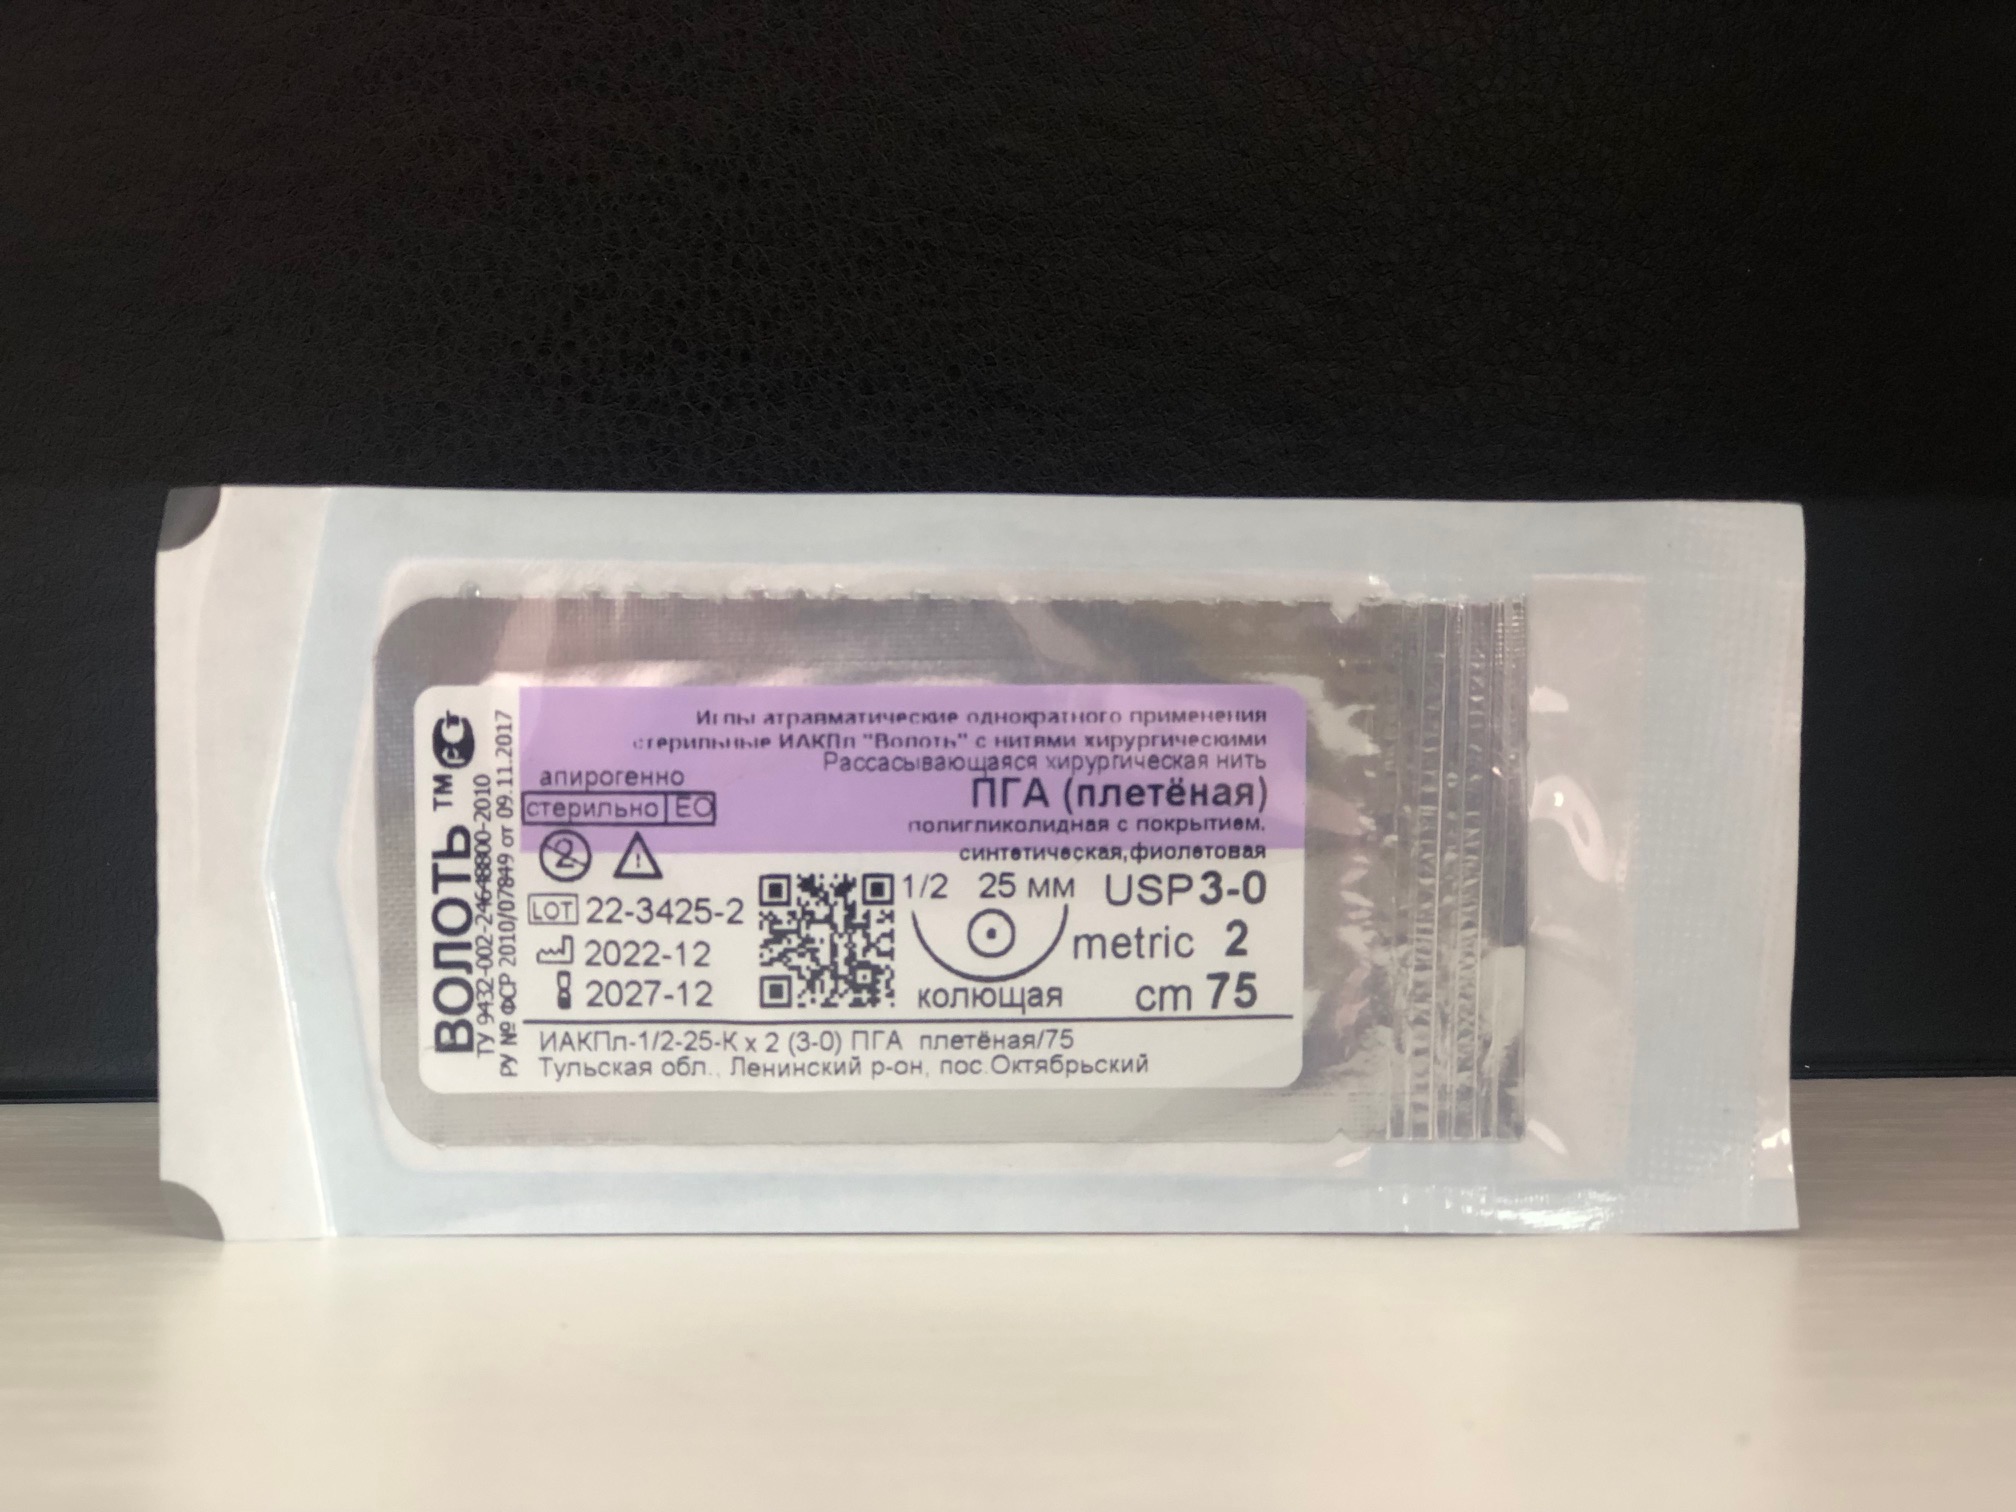 ВОЛОТЬ™
ТУ 9432-002-24648800-2010
РУ № ФСР 2010/07849 от 09.11.2017
Иглы атравматические однократного применения
стерильные ИАКПл "Волоть" с нитями хирургическими
Рассасывающаяся хирургическая нить
ПГА (плетёная)
полигликолидная с покрытием,
синтетическая,фиолетовая
апирогенно
стерильно EO
2
LOT 22-3425-2
2022-12
2027-12
1/2 25 мм USP 3-0
metric 2
колющая cm 75
ИАКПл-1/2-25-К х 2 (3-0) ПГА плетёная/75
Тульская обл., Ленинский р-он, пос.Октябрьский